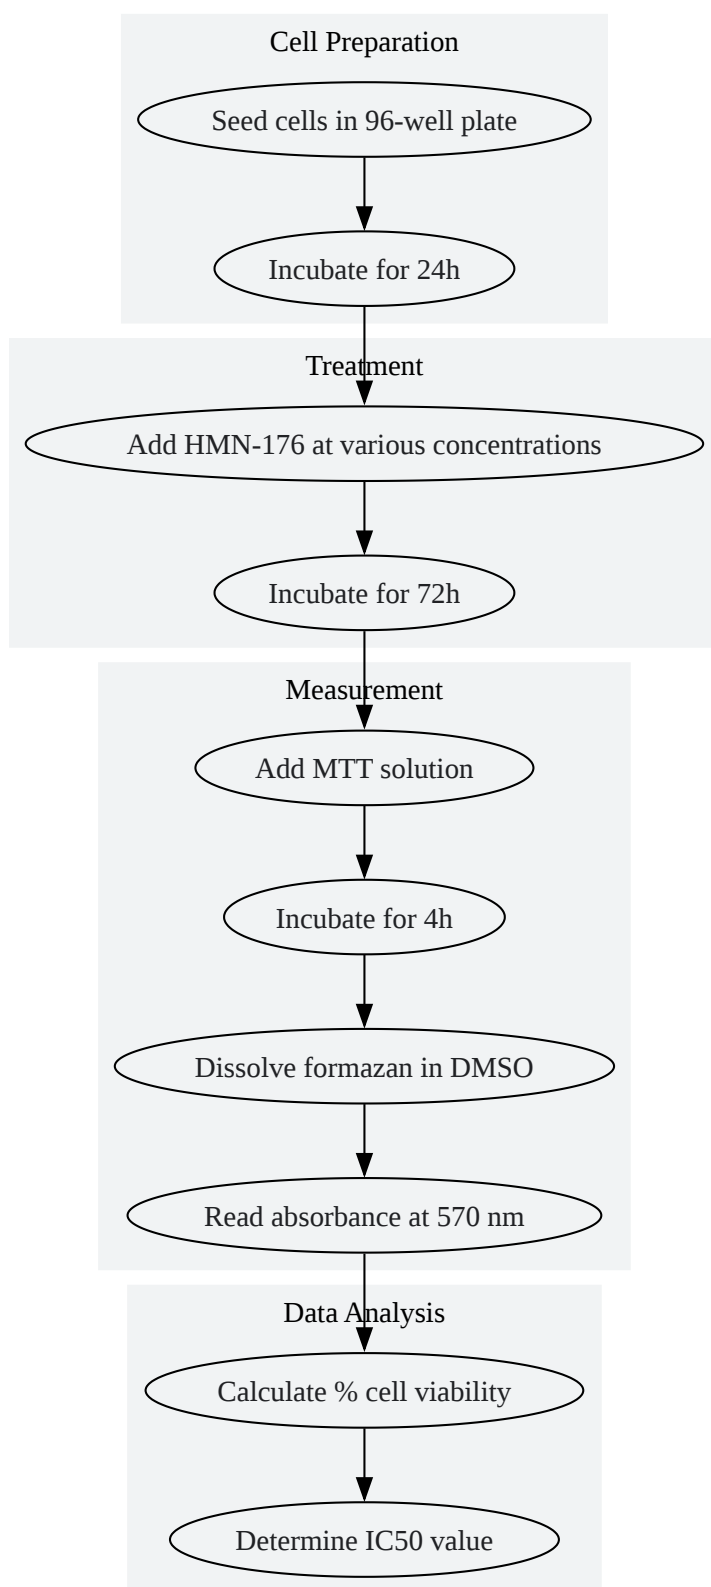 Cell Preparation
Seed cells in 96-well plate
Incubate for 24h
Treatment
Add HMN-176 at various concentrations
Incubate for 72h
Measurement
Add MTT solution
Incubate for 4h
Dissolve formazan in DMSO
Read absorbance at 570 nm
Data Analysis
Calculate % cell viability
Determine IC50 value